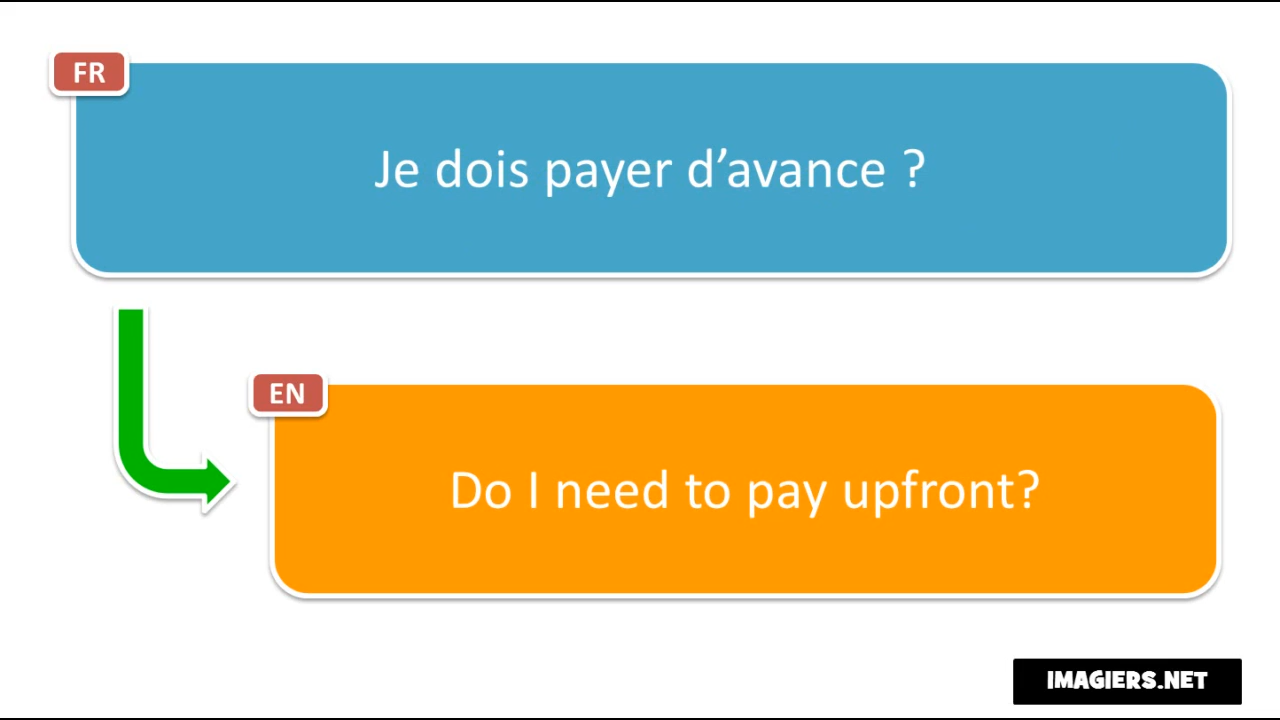 FR
Je dois payer d’avance ?
EN
Do I need to pay upfront?
IMAGIERS.NET